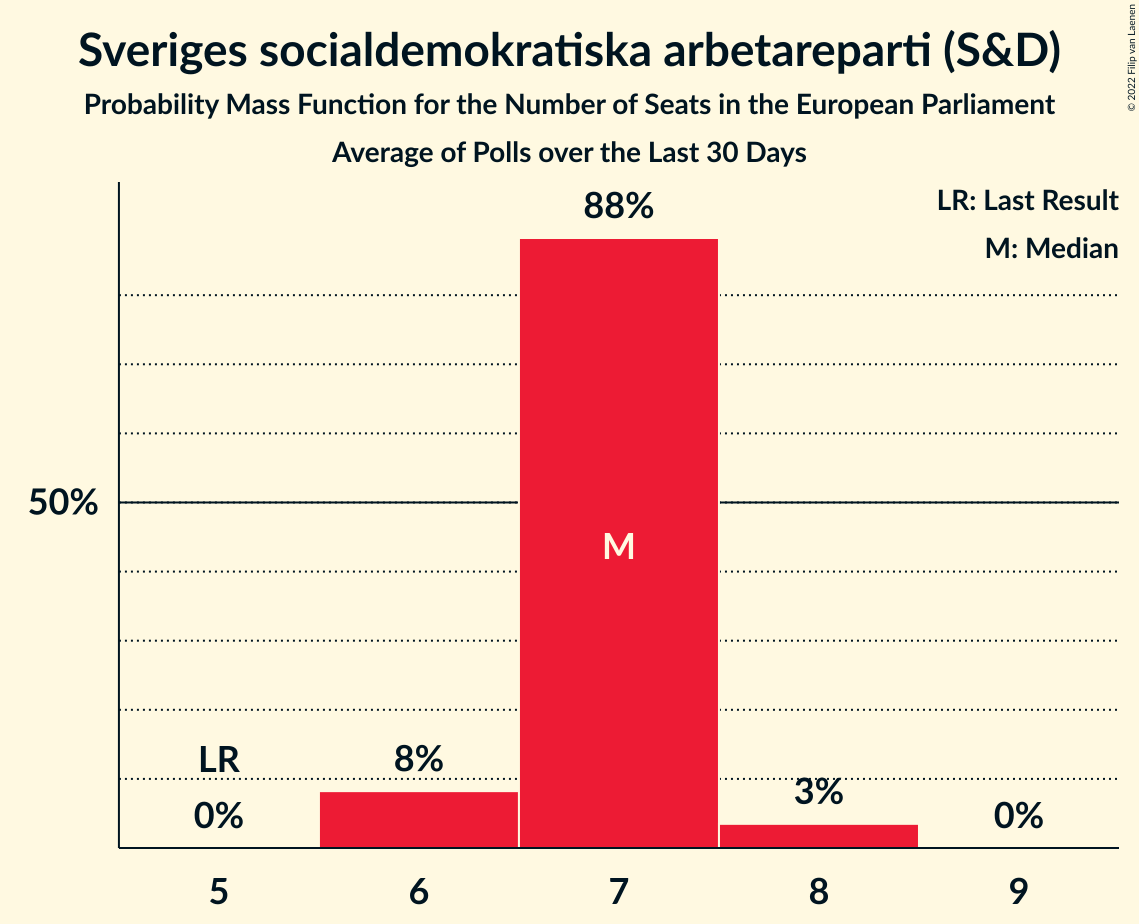 Sveriges socialdemokratiska arbetareparti (S&D)
Probability Mass Function for the Number of Seats in the European Parliament
Average of Polls over the Last 30 Days
© 2022 Filip van Laenen
LR: Last Result
M: Median
88%
50%
M
LR
8%
3%
0%
0%
5 6 7 8 9